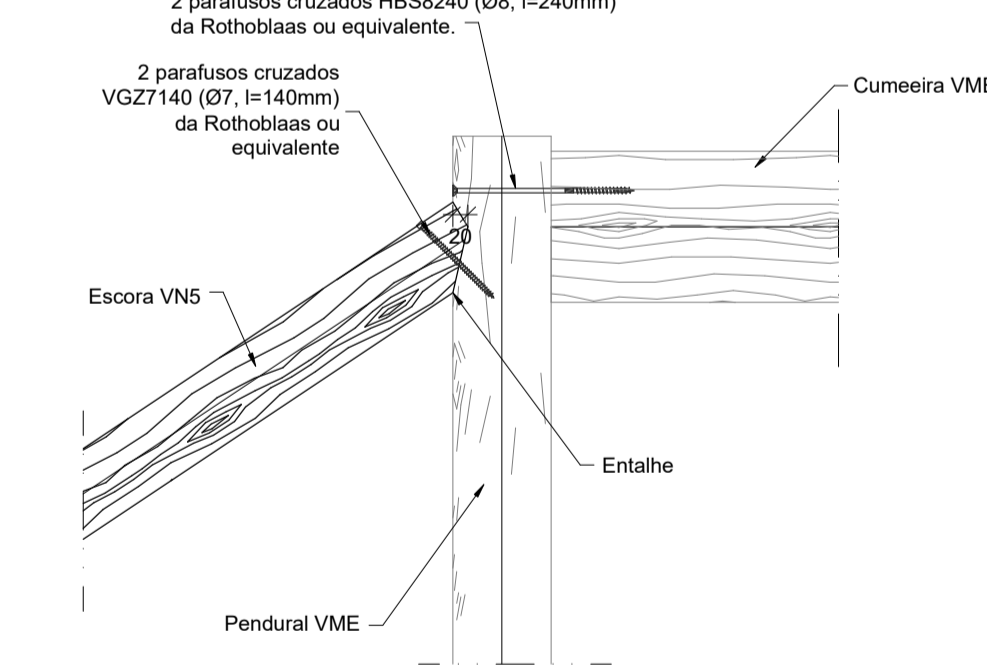 2 parafusos cruzados HBS8240 (Ø8, l=240mm)
da Rothoblaas ou equivalente.
2 parafusos cruzados
VGZ7140 (Ø7, l=140mm)
da Rothoblaas ou
equivalente
Cumeeira VME
20
Escora VN5
Entalhe
Pendural VME